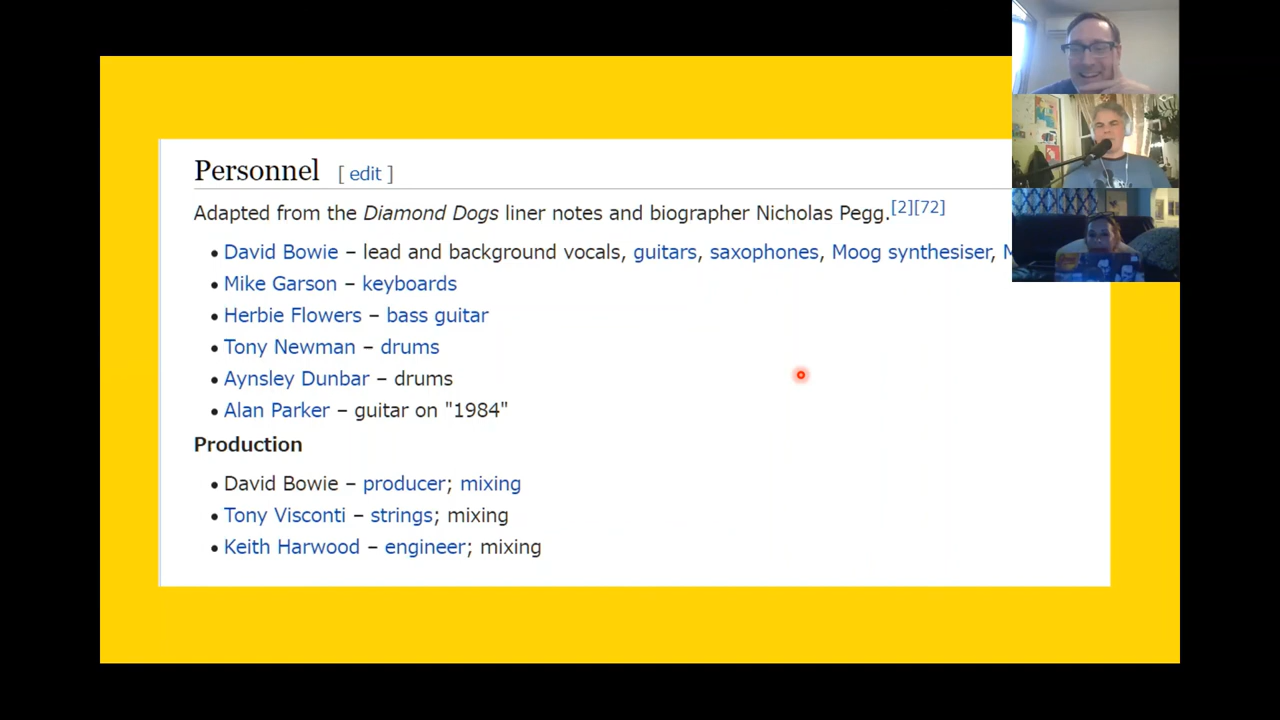 Personnel [ edit ]
Adapted from the Diamond Dogs liner notes and biographer Nicholas Pegg.[2][72]
• David Bowie – lead and background vocals, guitars, saxophones, Moog synthesiser,
• Mike Garson – keyboards
• Herbie Flowers – bass guitar
• Tony Newman – drums
• Aynsley Dunbar – drums
• Alan Parker – guitar on "1984"
Production
• David Bowie – producer; mixing
• Tony Visconti – strings; mixing
• Keith Harwood – engineer; mixing